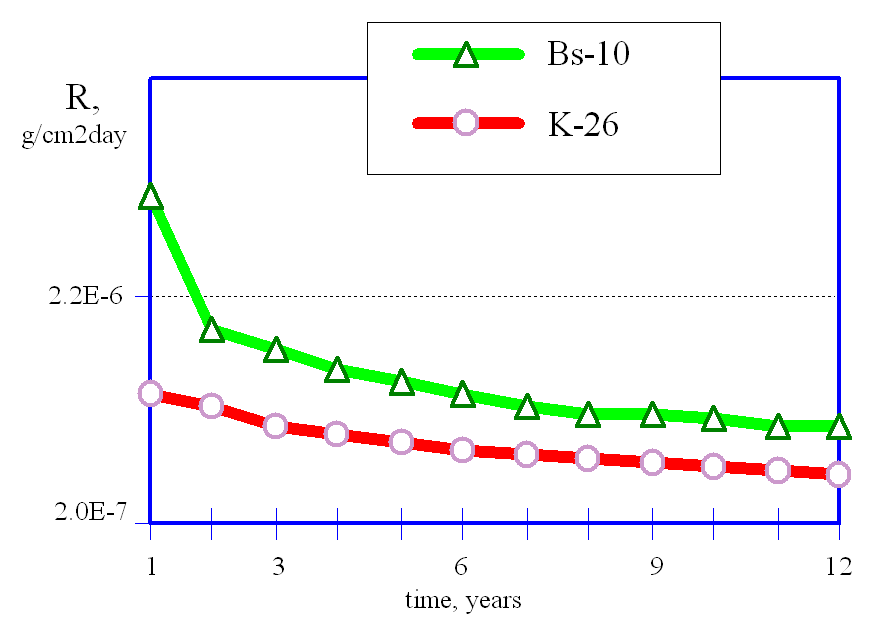 Bs-10
K-26
R,
g/cm2day
2.2E-6
2.0E-7
1 3 6 9 12
time, years